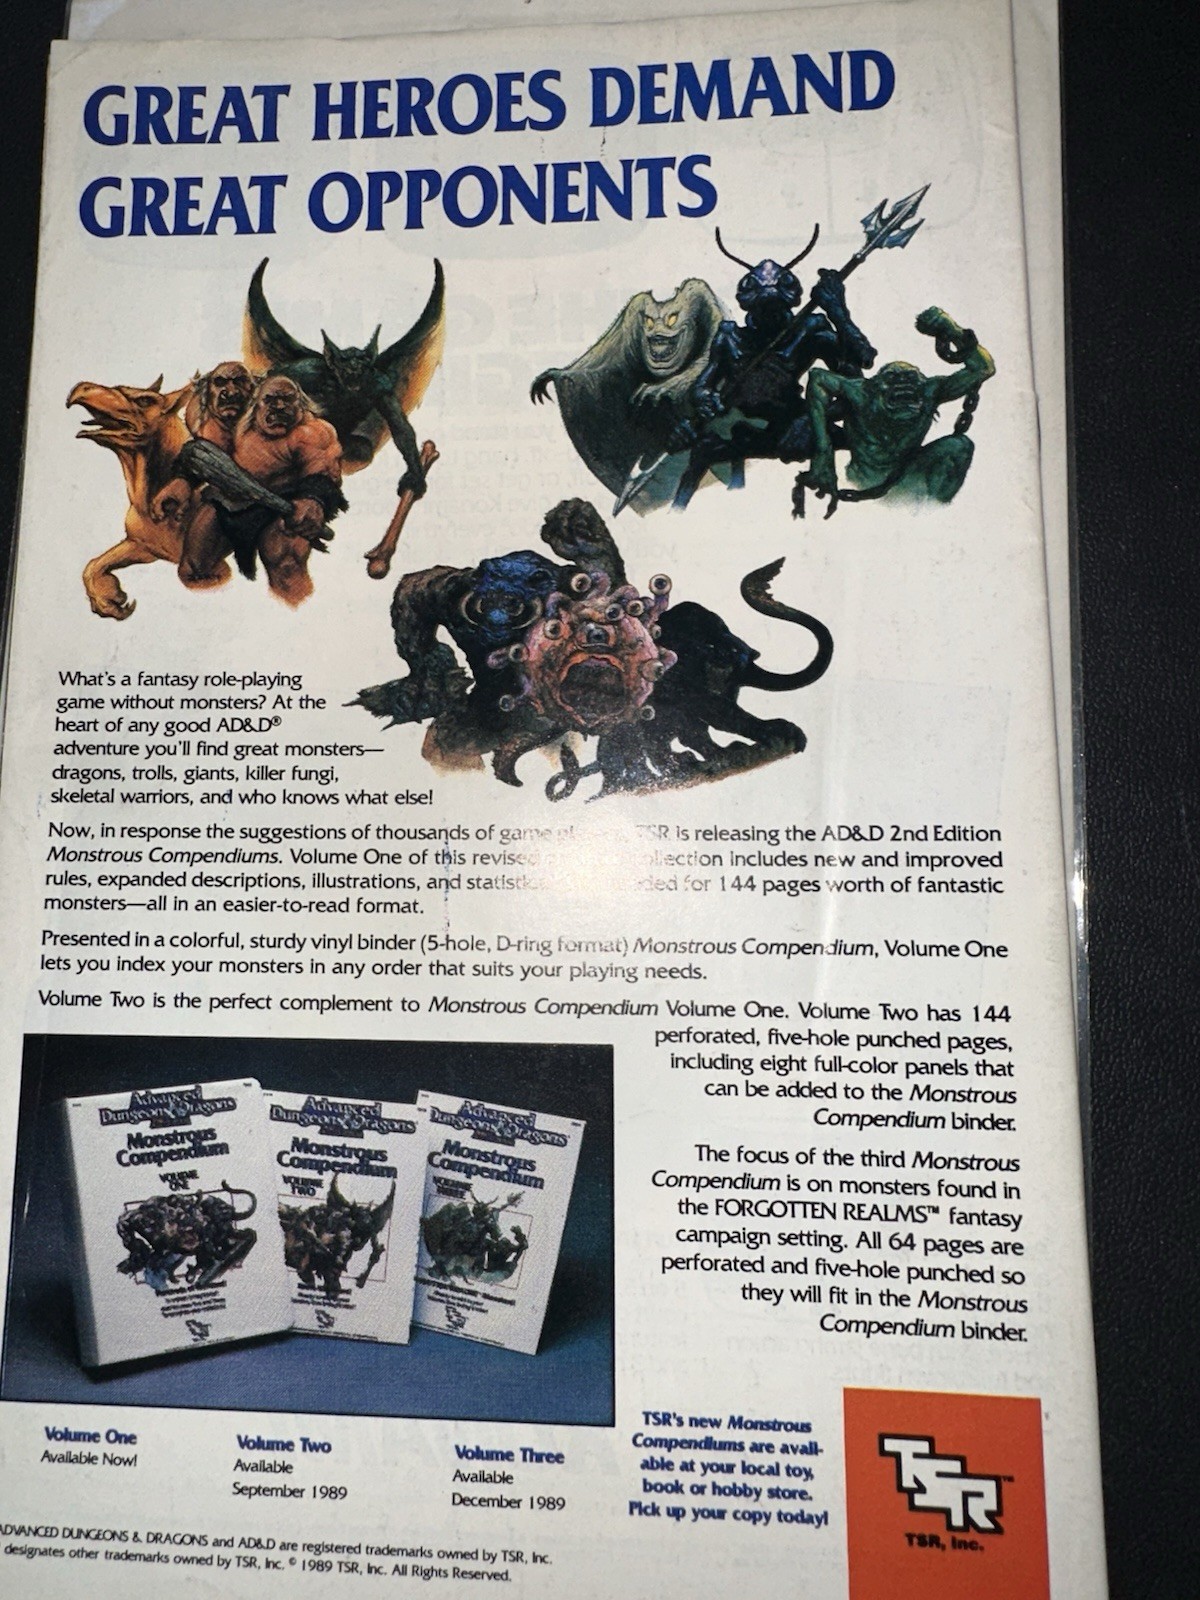 GREAT HEROES DEMAND
GREAT OPPONENTS
What's a fantasy role-playing
game without monsters? At the
heart of any good AD&D®
adventure you'll find great monsters—
dragons, trolls, giants, killer fungi,
skeletal warriors, and who knows what else!
Now, in response the suggestions of thousands of game TSR is releasing the AD&D 2nd Edition
Monstrous Compendiums. Volume One of this revised collection includes new and improved
rules, expanded descriptions, illustrations, and for 144 pages worth of fantastic
monsters—all in an easier-to-read format.
Presented in a colorful, sturdy vinyl binder (5-hole, D-ring format) Monstrous Compendium, Volume One
lets you index your monsters in any order that suits your playing needs.
Volume Two is the perfect complement to Monstrous Compendium Volume One. Volume Two has 144
perforated, five-hole punched pages,
including eight full-color panels that
can be added to the Monstrous
Compendium binder.
The focus of the third Monstrous
Compendium is on monsters found in
the FORGOTTEN REALMS™ fantasy
campaign setting. All 64 pages are
perforated and five-hole punched so
they will fit in the Monstrous
Compendium binder.
Advanced
Dungeons & Dragons
Monstrous
Compendium
VOLUME
ONE
Advanced
Dungeons & Dragons
Monstrous
Compendium
VOLUME
TWO
Advanced
Dungeons & Dragons
Monstrous
Compendium
VOLUME
THREE
Volume One
Available Now!
Volume Two
Available
September 1989
Volume Three
Available
December 1989
TSR's new Monstrous
Compendiums are avail-
able at your local toy,
book or hobby store.
Pick up your copy today!
TSR™
TSR, Inc.
ADVANCED DUNGEONS & DRAGONS and AD&D are registered trademarks owned by TSR, Inc.
designates other trademarks owned by TSR, Inc. © 1989 TSR, Inc. All Rights Reserved.